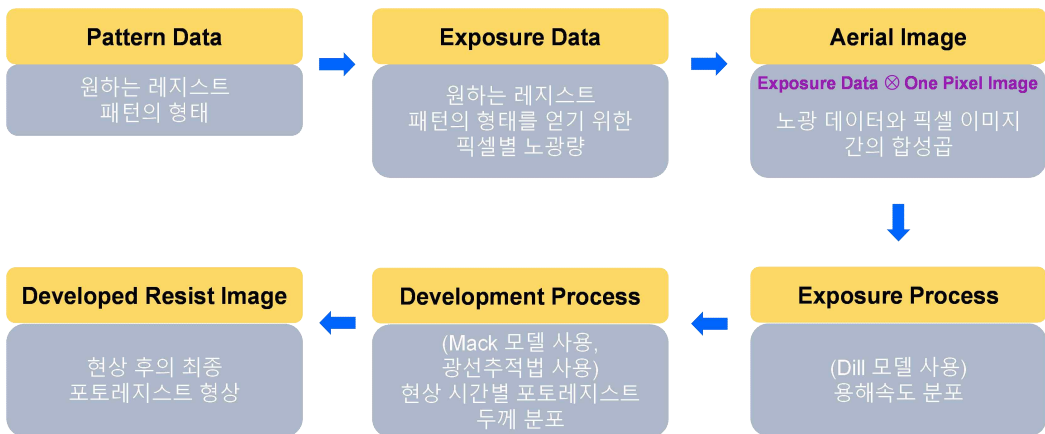 Pattern Data
원하는 레지스트
패턴의 형태
Exposure Data
원하는 레지스트
패턴의 형태를 얻기 위한
픽셀별 노광량
Aerial Image
Exposure Data ⊗ One Pixel Image
노광 데이터와 픽셀 이미지
간의 합성곱
Exposure Process
(Dill 모델 사용)
용해속도 분포
Development Process
(Mack 모델 사용,
광선추적법 사용)
현상 시간별 포토레지스트
두께 분포
Developed Resist Image
현상 후의 최종
포토레지스트 형상